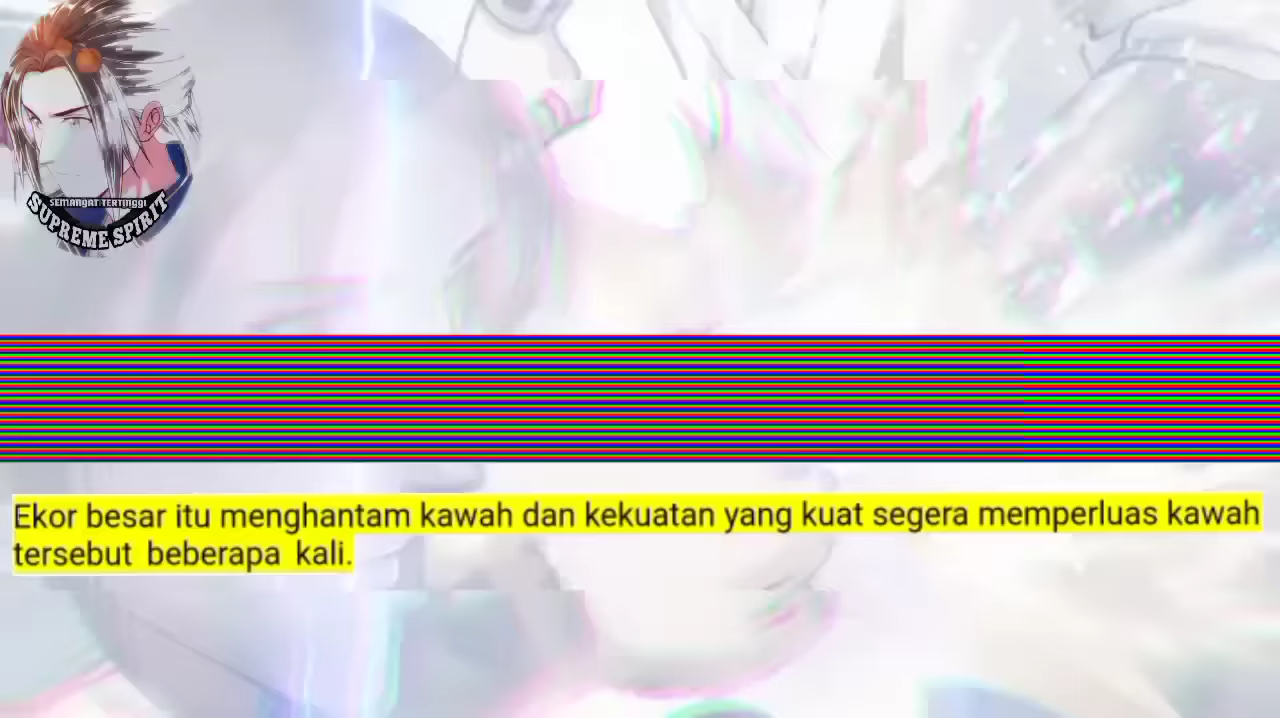 SEMANGAT TERTINGGI
SUPREME SPIRIT
Ekor besar itu menghantam kawah dan kekuatan yang kuat segera memperluas kawah
tersebut beberapa kali.